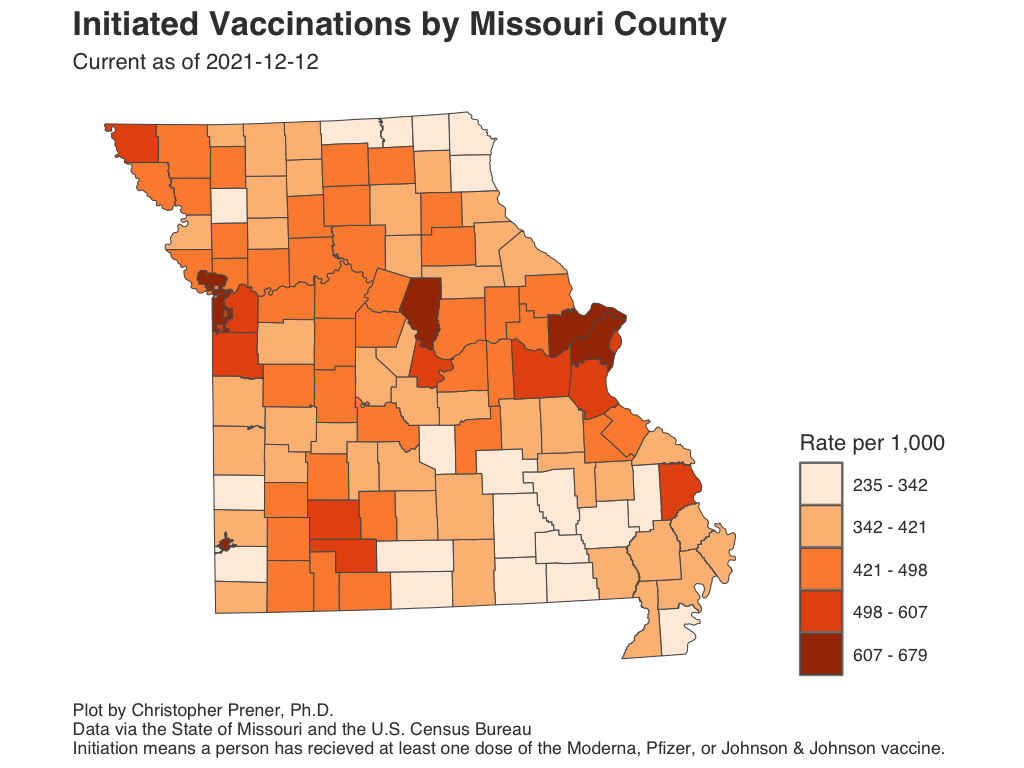 Initiated Vaccinations by Missouri County
Current as of 2021-12-12
Rate per 1,000
235 - 342
342 - 421
421 - 498
498 - 607
607 - 679
Plot by Christopher Prener, Ph.D.
Data via the State of Missouri and the U.S. Census Bureau
Initiation means a person has recieved at least one dose of the Moderna, Pfizer, or Johnson & Johnson vaccine.